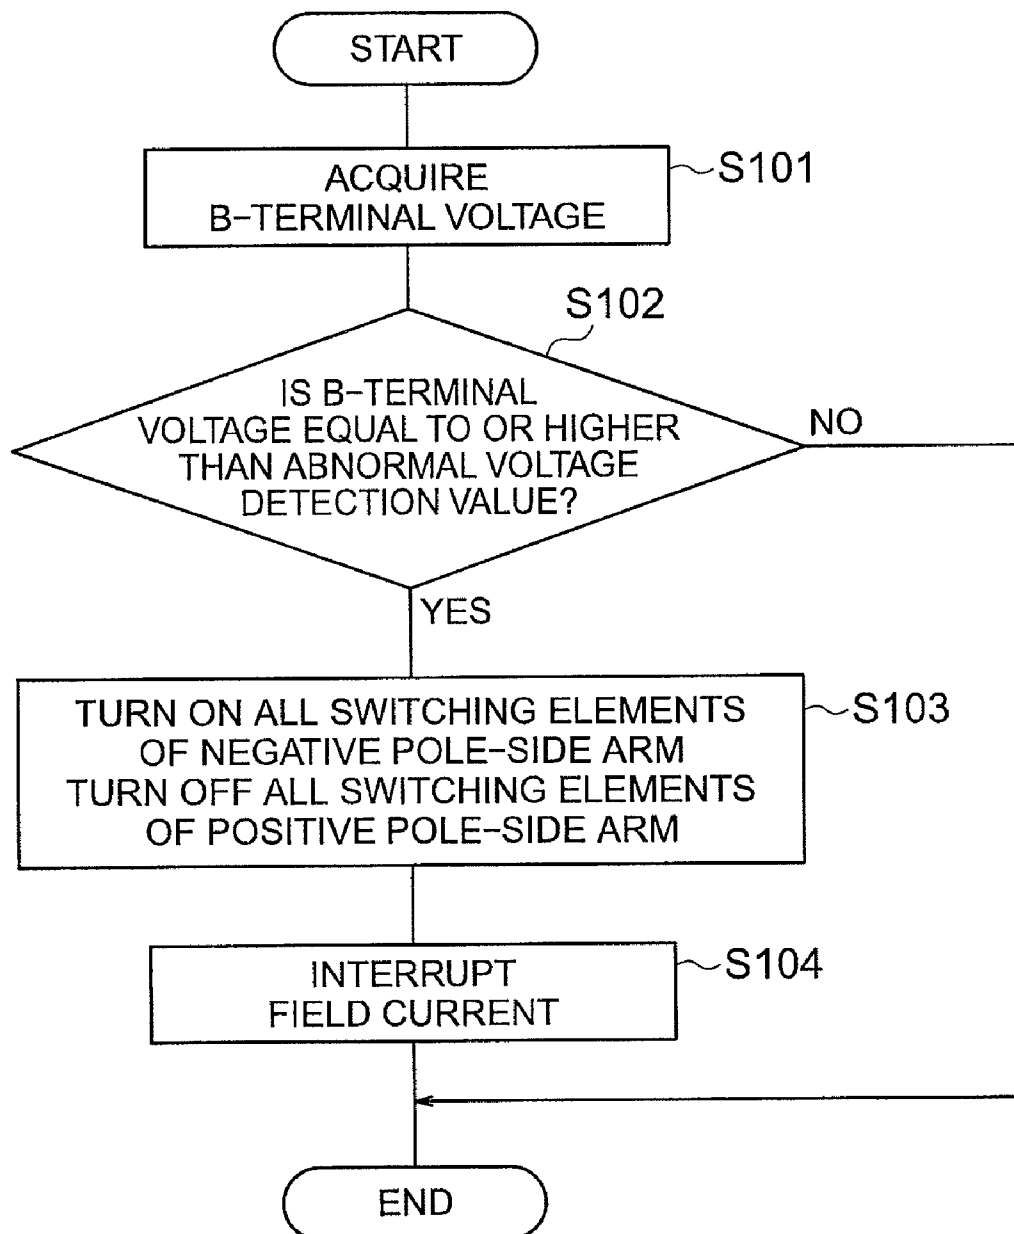 START
ACQUIRE
B-TERMINAL VOLTAGE
S101
S102
IS B-TERMINAL
VOLTAGE EQUAL TO OR HIGHER
THAN ABNORMAL VOLTAGE
DETECTION VALUE?
NO
YES
TURN ON ALL SWITCHING ELEMENTS
OF NEGATIVE POLE-SIDE ARM
TURN OFF ALL SWITCHING ELEMENTS
OF POSITIVE POLE-SIDE ARM
S103
INTERRUPT
FIELD CURRENT
S104
END